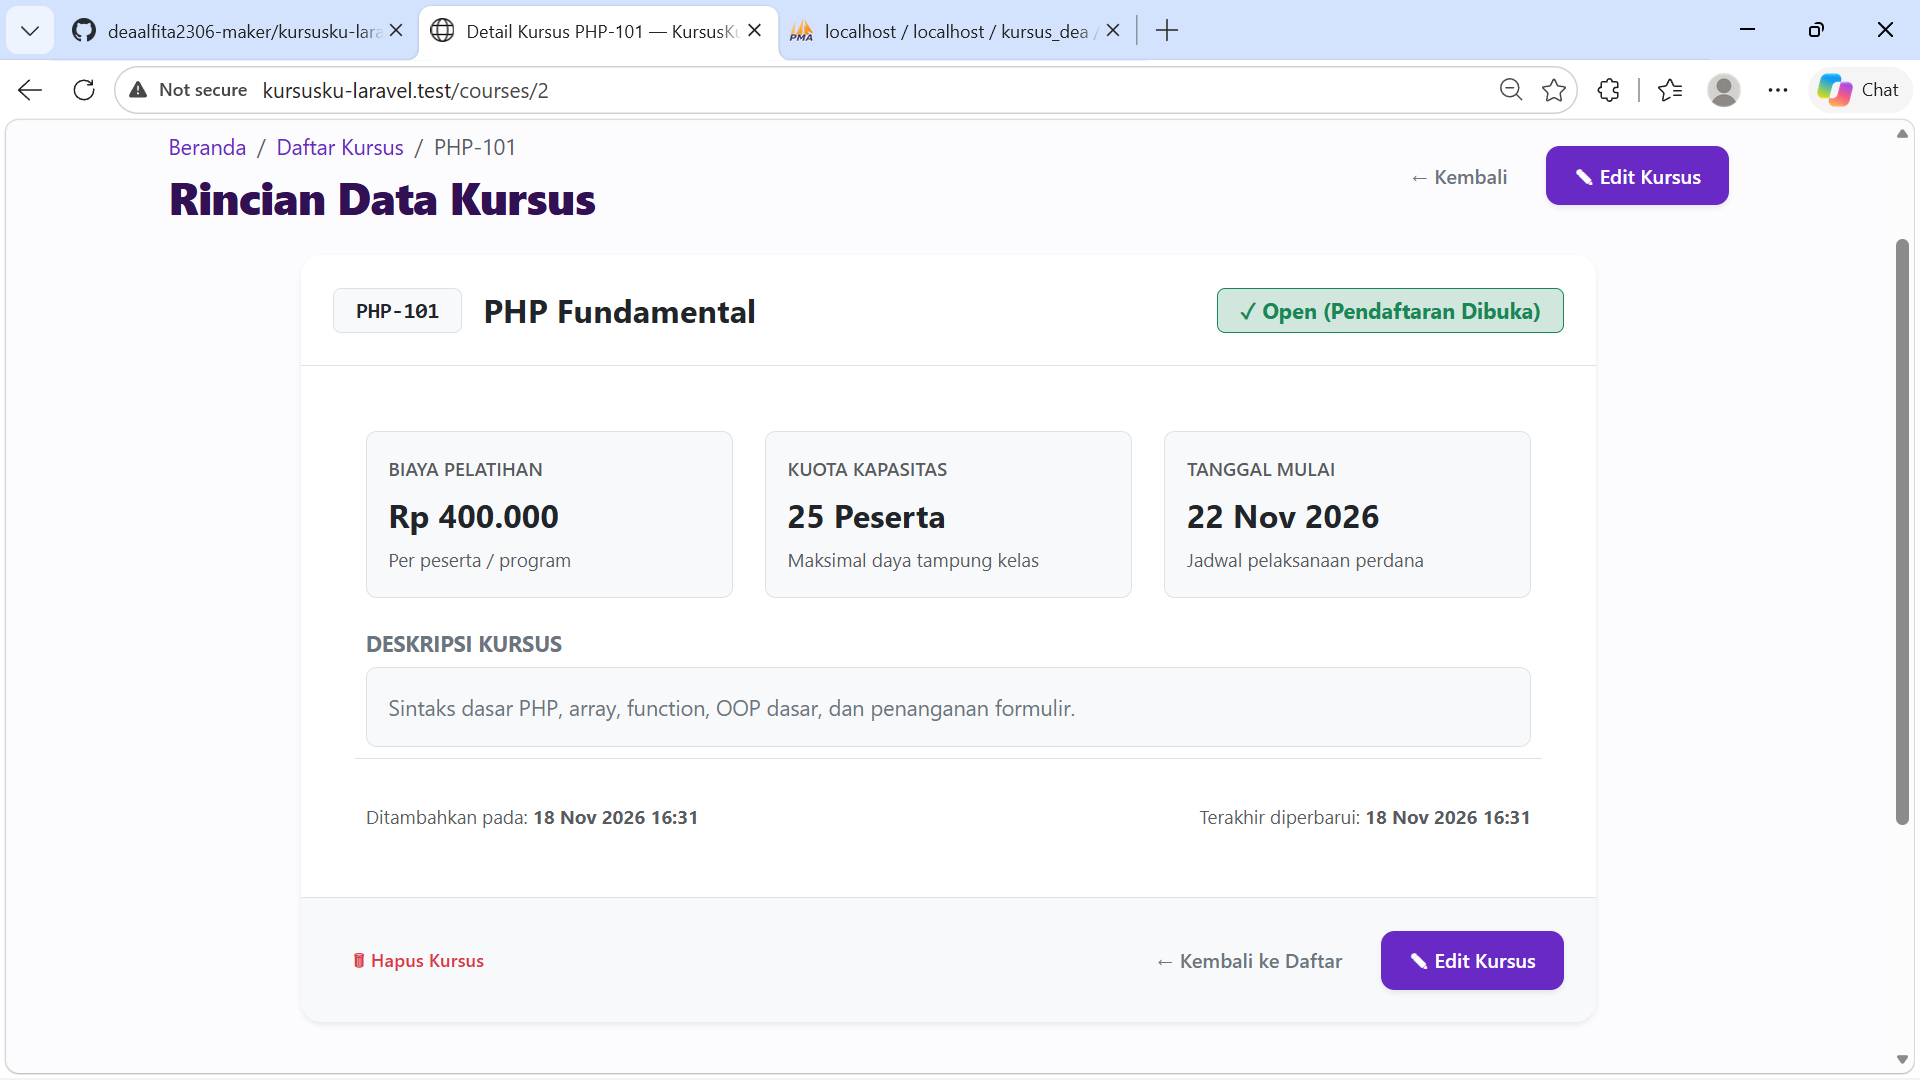 deaalfita2306-maker/kursusku-lara
Detail Kursus PHP-101 — KursusKu
localhost / localhost / kursus_dea /
Not secure kursusku-laravel.test/courses/2
Chat
Beranda / Daftar Kursus / PHP-101
Rincian Data Kursus
← Kembali
Edit Kursus
PHP-101
PHP Fundamental
✓ Open (Pendaftaran Dibuka)
BIAYA PELATIHAN
Rp 400.000
Per peserta / program
KUOTA KAPASITAS
25 Peserta
Maksimal daya tampung kelas
TANGGAL MULAI
22 Nov 2026
Jadwal pelaksanaan perdana
DESKRIPSI KURSUS
Sintaks dasar PHP, array, function, OOP dasar, dan penanganan formulir.
Ditambahkan pada: 18 Nov 2026 16:31
Terakhir diperbarui: 18 Nov 2026 16:31
Hapus Kursus
← Kembali ke Daftar
Edit Kursus